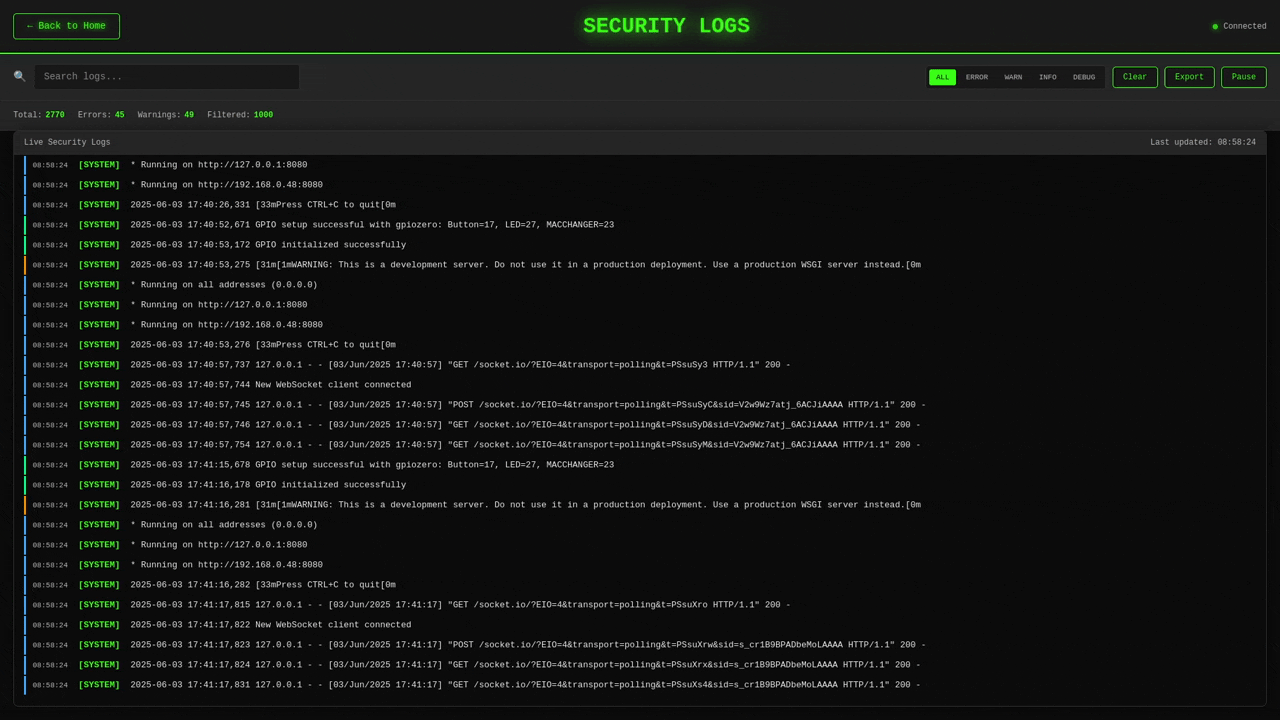 ← Back to Home
SECURITY LOGS
Connected
Search logs...
ALL ERROR WARN INFO DEBUG Clear Export Pause
Total: 2770 Errors: 45 Warnings: 49 Filtered: 1000
Live Security Logs Last updated: 08:58:24
08:58:24 [SYSTEM] * Running on http://127.0.0.1:8080
08:58:24 [SYSTEM] * Running on http://192.168.0.48:8080
08:58:24 [SYSTEM] 2025-06-03 17:40:26,331 [33mPress CTRL+C to quit[0m
08:58:24 [SYSTEM] 2025-06-03 17:40:52,671 GPIO setup successful with gpiozero: Button=17, LED=27, MACCHANGER=23
08:58:24 [SYSTEM] 2025-06-03 17:40:53,172 GPIO initialized successfully
08:58:24 [SYSTEM] 2025-06-03 17:40:53,275 [31m[1mWARNING: This is a development server. Do not use it in a production deployment. Use a production WSGI server instead.[0m
08:58:24 [SYSTEM] * Running on all addresses (0.0.0.0)
08:58:24 [SYSTEM] * Running on http://127.0.0.1:8080
08:58:24 [SYSTEM] * Running on http://192.168.0.48:8080
08:58:24 [SYSTEM] 2025-06-03 17:40:53,276 [33mPress CTRL+C to quit[0m
08:58:24 [SYSTEM] 2025-06-03 17:40:57,737 127.0.0.1 - - [03/Jun/2025 17:40:57] "GET /socket.io/?EIO=4&transport=polling&t=PSsuSy3 HTTP/1.1" 200 -
08:58:24 [SYSTEM] 2025-06-03 17:40:57,744 New WebSocket client connected
08:58:24 [SYSTEM] 2025-06-03 17:40:57,745 127.0.0.1 - - [03/Jun/2025 17:40:57] "POST /socket.io/?EIO=4&transport=polling&t=PSsuSyC&sid=V2w9Wz7atj_6ACJiAAAA HTTP/1.1" 200 -
08:58:24 [SYSTEM] 2025-06-03 17:40:57,746 127.0.0.1 - - [03/Jun/2025 17:40:57] "GET /socket.io/?EIO=4&transport=polling&t=PSsuSyD&sid=V2w9Wz7atj_6ACJiAAAA HTTP/1.1" 200 -
08:58:24 [SYSTEM] 2025-06-03 17:40:57,754 127.0.0.1 - - [03/Jun/2025 17:40:57] "GET /socket.io/?EIO=4&transport=polling&t=PSsuSyM&sid=V2w9Wz7atj_6ACJiAAAA HTTP/1.1" 200 -
08:58:24 [SYSTEM] 2025-06-03 17:41:15,678 GPIO setup successful with gpiozero: Button=17, LED=27, MACCHANGER=23
08:58:24 [SYSTEM] 2025-06-03 17:41:16,178 GPIO initialized successfully
08:58:24 [SYSTEM] 2025-06-03 17:41:16,281 [31m[1mWARNING: This is a development server. Do not use it in a production deployment. Use a production WSGI server instead.[0m
08:58:24 [SYSTEM] * Running on all addresses (0.0.0.0)
08:58:24 [SYSTEM] * Running on http://127.0.0.1:8080
08:58:24 [SYSTEM] * Running on http://192.168.0.48:8080
08:58:24 [SYSTEM] 2025-06-03 17:41:16,282 [33mPress CTRL+C to quit[0m
08:58:24 [SYSTEM] 2025-06-03 17:41:17,815 127.0.0.1 - - [03/Jun/2025 17:41:17] "GET /socket.io/?EIO=4&transport=polling&t=PSsuXro HTTP/1.1" 200 -
08:58:24 [SYSTEM] 2025-06-03 17:41:17,822 New WebSocket client connected
08:58:24 [SYSTEM] 2025-06-03 17:41:17,823 127.0.0.1 - - [03/Jun/2025 17:41:17] "POST /socket.io/?EIO=4&transport=polling&t=PSsuXrw&sid=s_cr1B9BPADbeMoLAAAA HTTP/1.1" 200 -
08:58:24 [SYSTEM] 2025-06-03 17:41:17,824 127.0.0.1 - - [03/Jun/2025 17:41:17] "GET /socket.io/?EIO=4&transport=polling&t=PSsuXrx&sid=s_cr1B9BPADbeMoLAAAA HTTP/1.1" 200 -
08:58:24 [SYSTEM] 2025-06-03 17:41:17,831 127.0.0.1 - - [03/Jun/2025 17:41:17] "GET /socket.io/?EIO=4&transport=polling&t=PSsuXs4&sid=s_cr1B9BPADbeMoLAAAA HTTP/1.1" 200 -